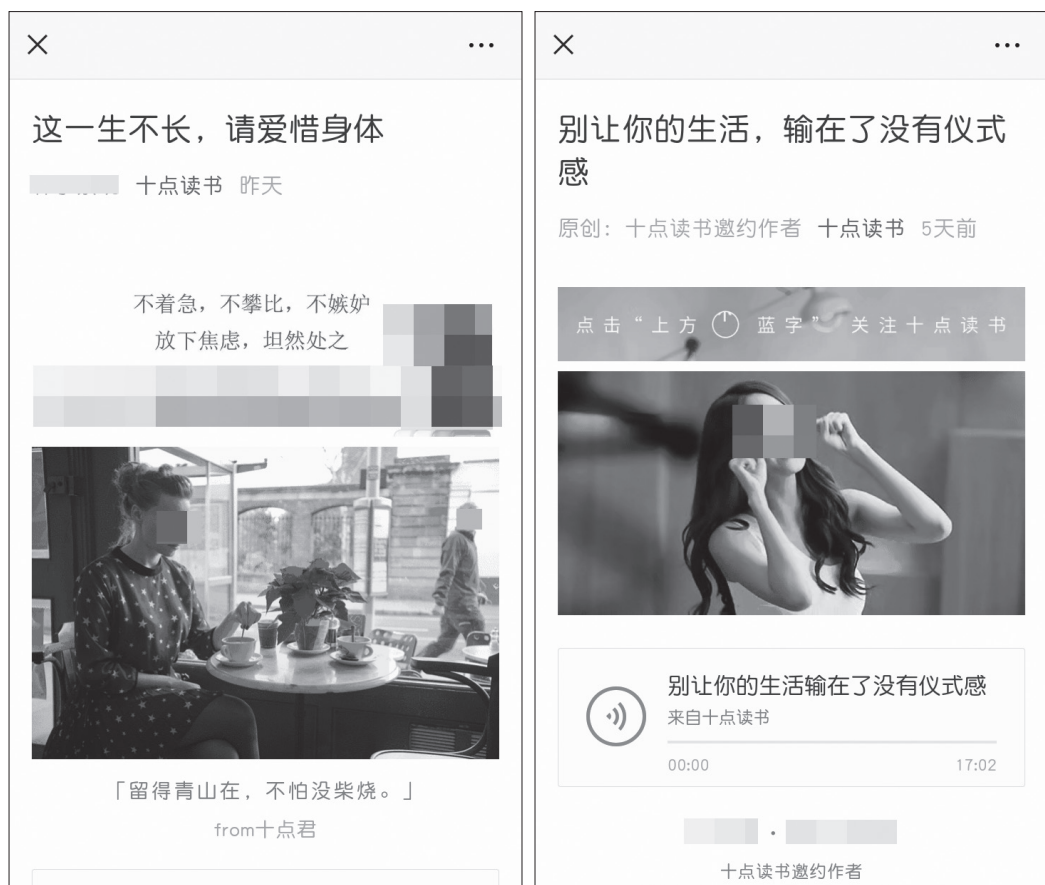 这一生不长，请爱惜身体
十点读书 昨天
不着急，不攀比，不嫉妒
放下焦虑，坦然处之
「留得青山在，不怕没柴烧。」
from十点君
别让你的生活，输在了没有仪式
感
原创：十点读书邀约作者 十点读书 5天前
点击“上方 蓝字” 关注十点读书
别让你的生活输在了没有仪式感
来自十点读书
00:00 17:02
·
十点读书邀约作者